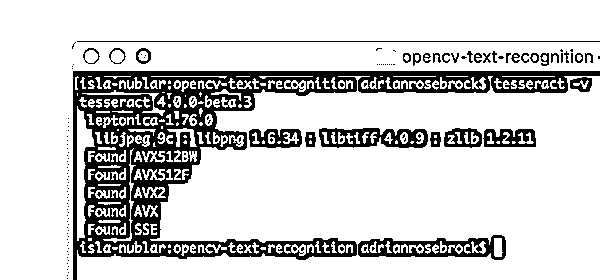 opencv-text-recognition -
isla-nublar:opencv-text-recognition adrianrosebrock$ tesseract -v
tesseract 4.0.0-beta.3
leptonica-1.76.0
libjpeg 9c : libpng 1.6.34 : libtiff 4.0.9 : zlib 1.2.11
Found AVX512BW
Found AVX512F
Found AVX2
Found AVX
Found SSE
isla-nublar:opencv-text-recognition adrianrosebrock$